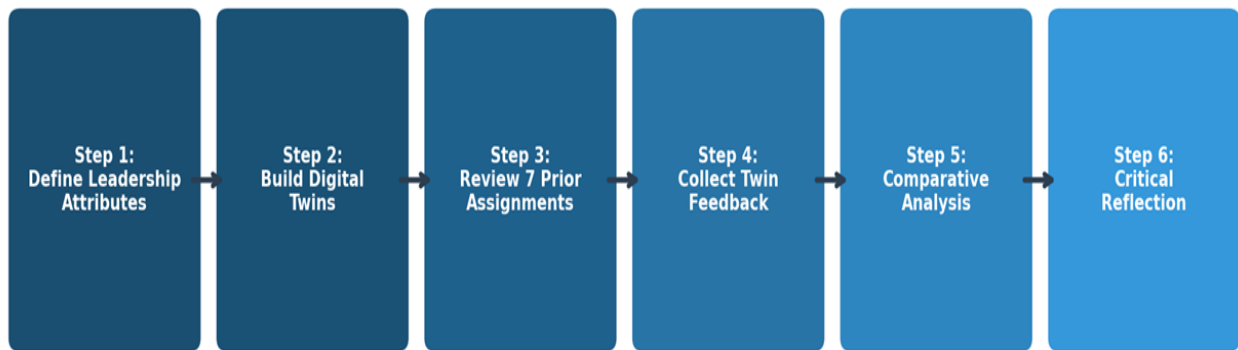 Step 1:
Define Leadership
Attributes
Step 2:
Build Digital
Twins
Step 3:
Review 7 Prior
Assignments
Step 4:
Collect Twin
Feedback
Step 5:
Comparative
Analysis
Step 6:
Critical
Reflection